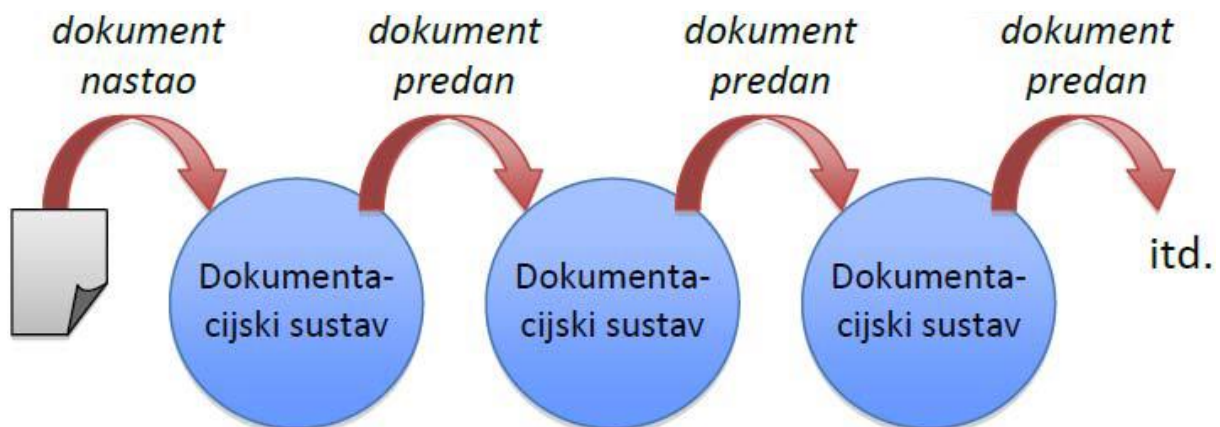 dokument
nastao
dokument
predan
dokument
predan
dokument
predan
Dokumenta-
cijski sustav
Dokumenta-
cijski sustav
Dokumenta-
cijski sustav
itd.